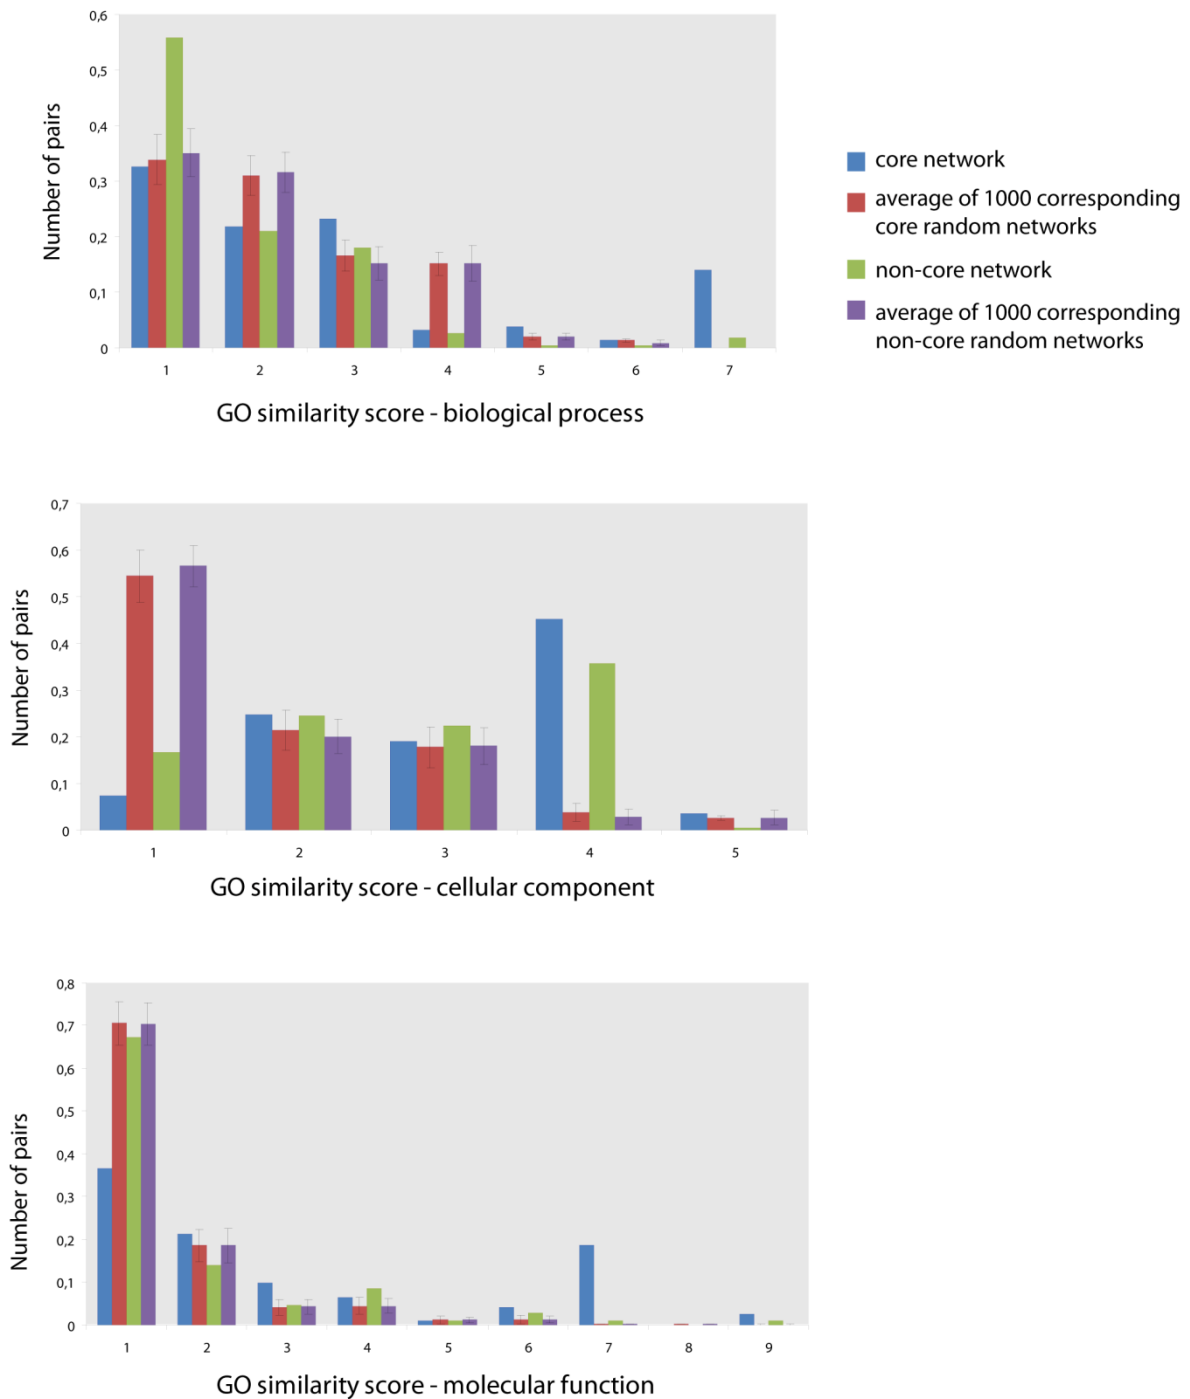 0,6
0,5
0,4
0,3
0,2
0,1
0
Number of pairs
1 2 3 4 5 6 7
GO similarity score - biological process
core network
average of 1000 corresponding
core random networks
non-core network
average of 1000 corresponding
non-core random networks
0,7
0,6
0,5
0,4
0,3
0,2
0,1
0
Number of pairs
1 2 3 4 5
GO similarity score - cellular component
0,8
0,7
0,6
0,5
0,4
0,3
0,2
0,1
0
Number of pairs
1 2 3 4 5 6 7 8 9
GO similarity score - molecular function